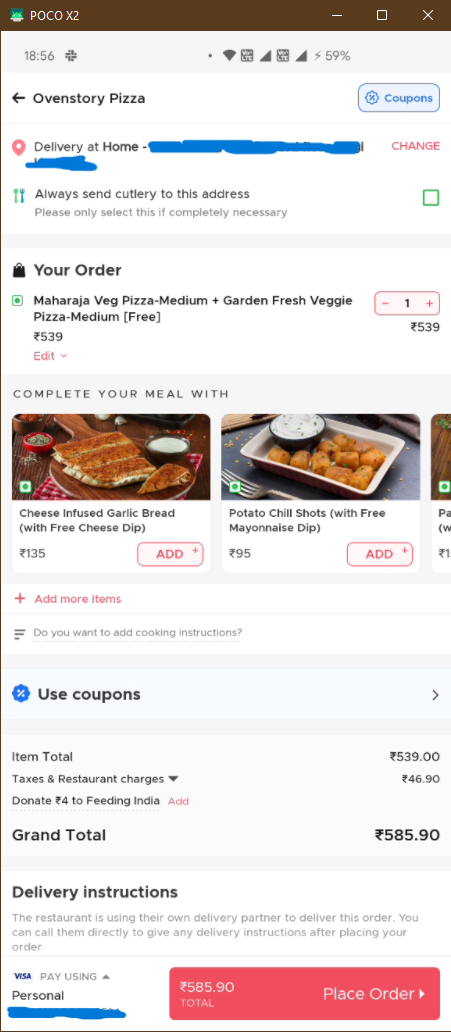 POCO X2
18:56
59%
Ovenstory Pizza
Coupons
Delivery at Home -
CHANGE
Always send cutlery to this address
Please only select this if completely necessary
Your Order
Maharaja Veg Pizza-Medium + Garden Fresh Veggie
Pizza-Medium [Free]
- 1 +
₹539
₹539
Edit
COMPLETE YOUR MEAL WITH
Cheese Infused Garlic Bread
(with Free Cheese Dip)
₹135
ADD +
Potato Chill Shots (with Free
Mayonnaise Dip)
₹95
ADD +
Pa
(w
₹1
+ Add more items
Do you want to add cooking instructions?
Use coupons
Item Total ₹539.00
Taxes & Restaurant charges ₹46.90
Donate ₹4 to Feeding India Add
Grand Total ₹585.90
Delivery instructions
The restaurant is using their own delivery partner to deliver this order. You
can call them directly to give any delivery instructions after placing your
order
VISA PAY USING
Personal
₹585.90
TOTAL
Place Order